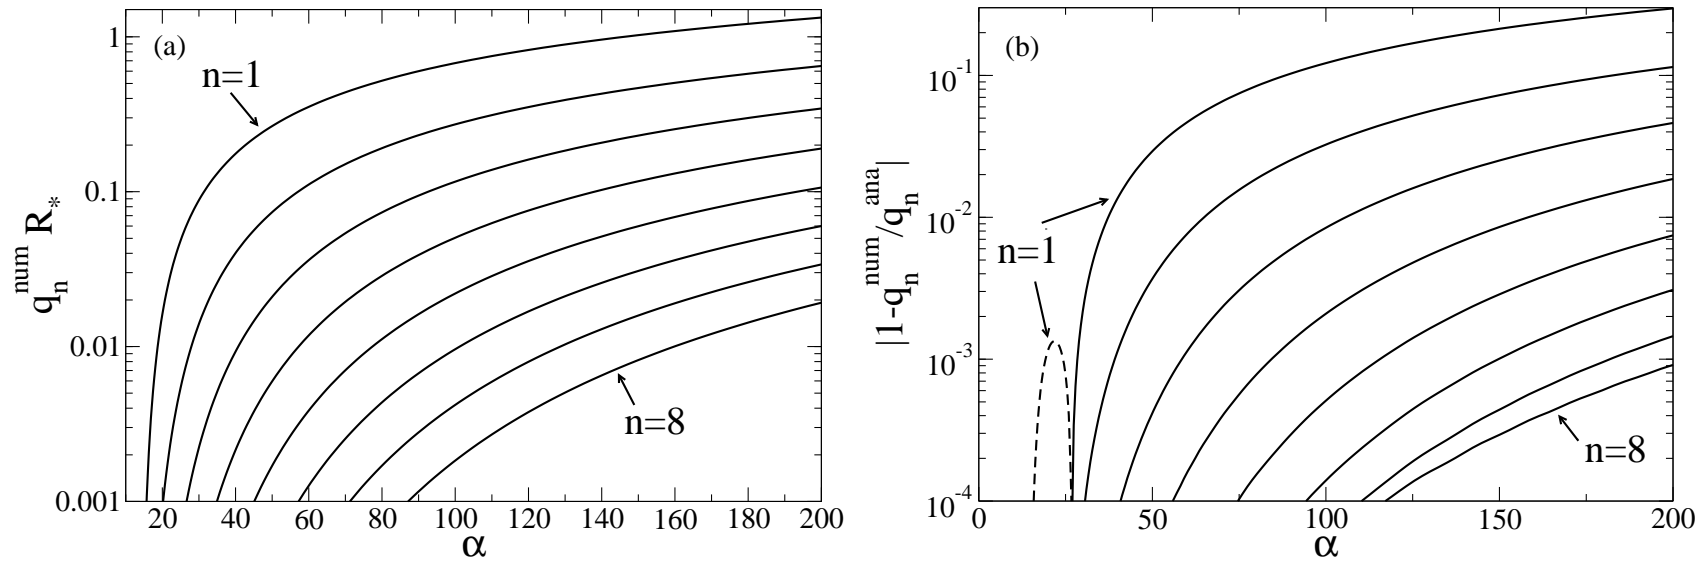 (a)
n=1
n=8
1
0.1
0.01
0.001
20 40 60 80 100 120 140 160 180 200
α
q_n^num R_*
(b)
n=1
n=8
10^-1
10^-2
10^-3
10^-4
0 50 100 150 200
α
|1-q_n^num/q_n^ana|